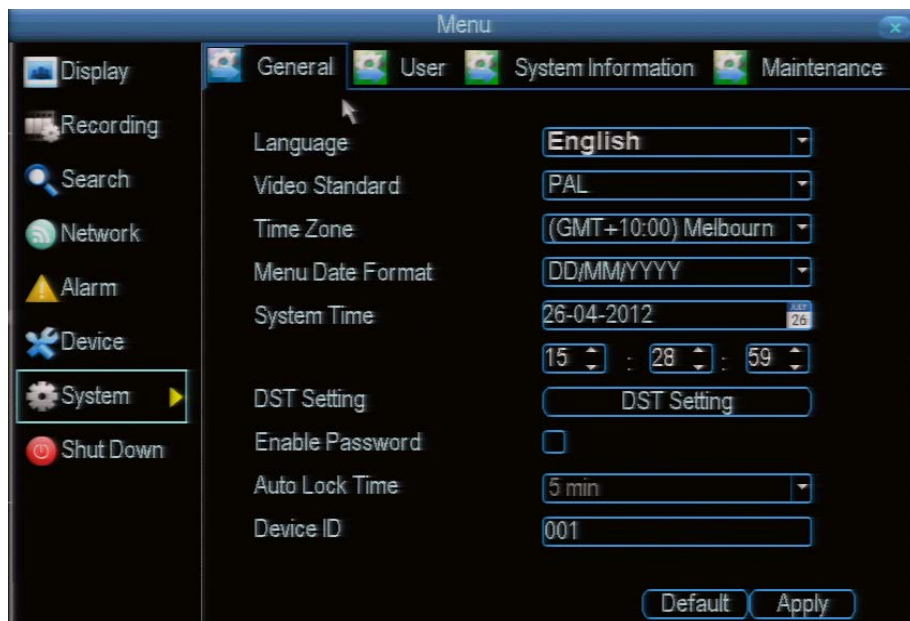 Menu
Display
Recording
Search
Network
Alarm
Device
System
Shut Down
General User System Information Maintenance
Language English
Video Standard PAL
Time Zone (GMT+10:00) Melbourn
Menu Date Format DD/MM/YYYY
System Time 26-04-2012
JULY
26
15 : 28 : 59
DST Setting DST Setting
Enable Password
Auto Lock Time 5 min
Device ID 001
Default Apply